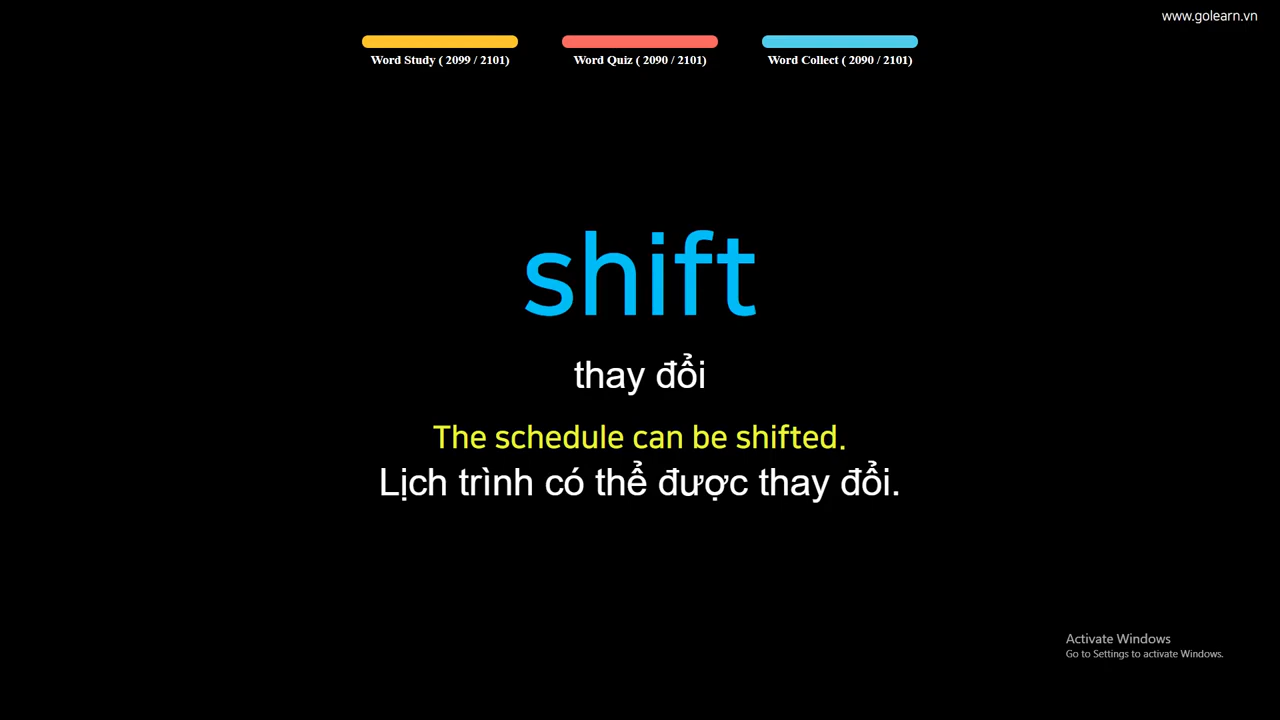 www.golearn.vn
Word Study ( 2099 / 2101) Word Quiz ( 2090 / 2101) Word Collect ( 2090 / 2101)
shift
thay đổi
The schedule can be shifted.
Lịch trình có thể được thay đổi.
Activate Windows
Go to Settings to activate Windows.